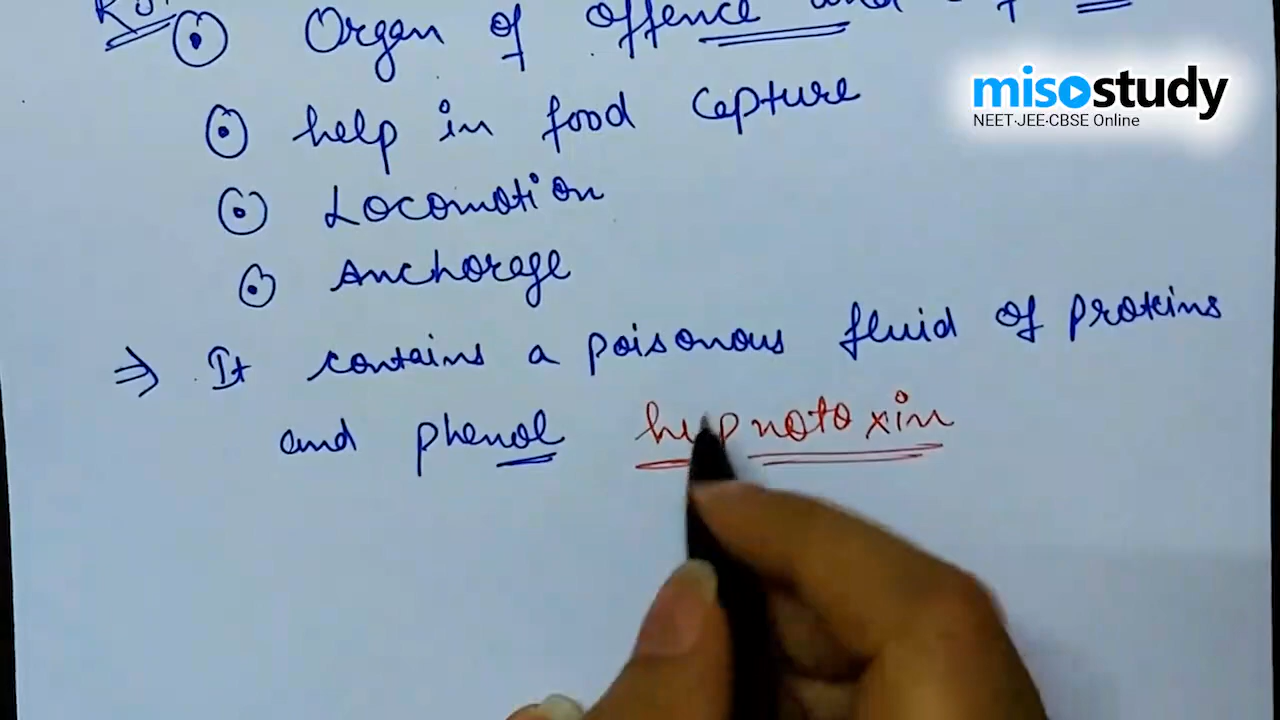 Organ of offence and
misostudy
NEET-JEE-CBSE Online
help in food capture
Locomotion
Anchorage
⇒ It contains a poisonous fluid of proteins
and phenol hypnotoxin